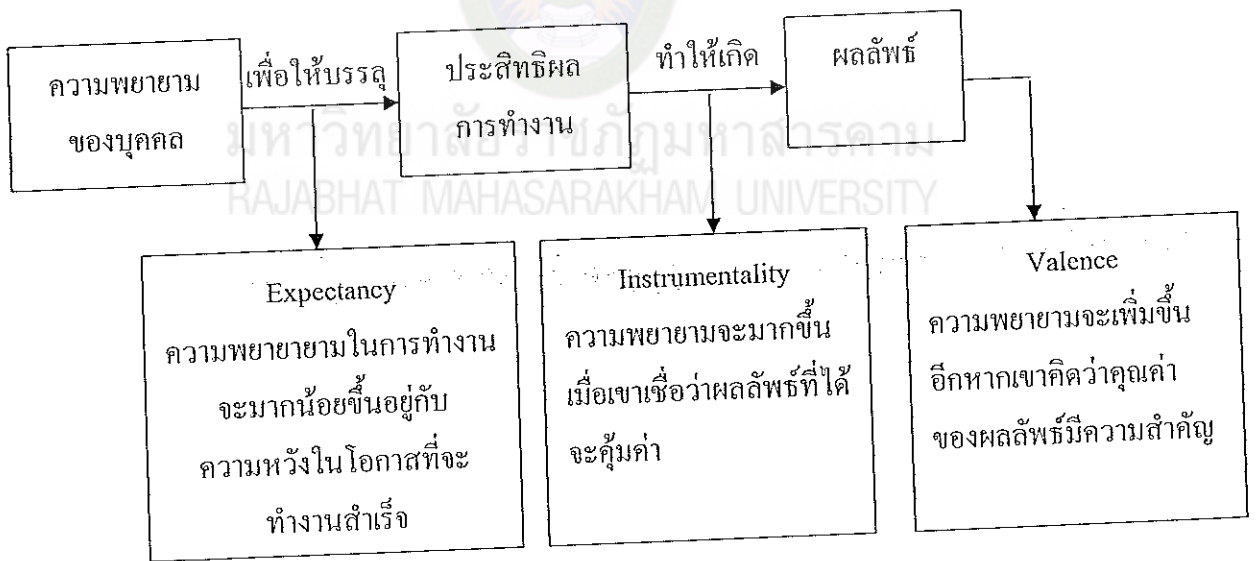 ความพยายาม
ของบุคคล
เพื่อให้บรรลุ
ประสิทธิผล
การทำงาน
ทำให้เกิด
ผลลัพธ์
มหาวิทยาลัยราชภัฏมหาสารคาม
RAJABHAT MAHASARAKHAM UNIVERSITY
Expectancy
ความพยายายามในการทำงาน
จะมากน้อยขึ้นอยู่กับ
ความหวังในโอกาสที่จะ
ทำงานสำเร็จ
Instrumentality
ความพยายามจะมากขึ้น
เมื่อเขาเชื่อว่าผลลัพธ์ที่ได้
จะคุ้มค่า
Valence
ความพยายามจะเพิ่มขึ้น
อีกหากเขาคิดว่าคุณค่า
ของผลลัพธ์มีความสำคัญ